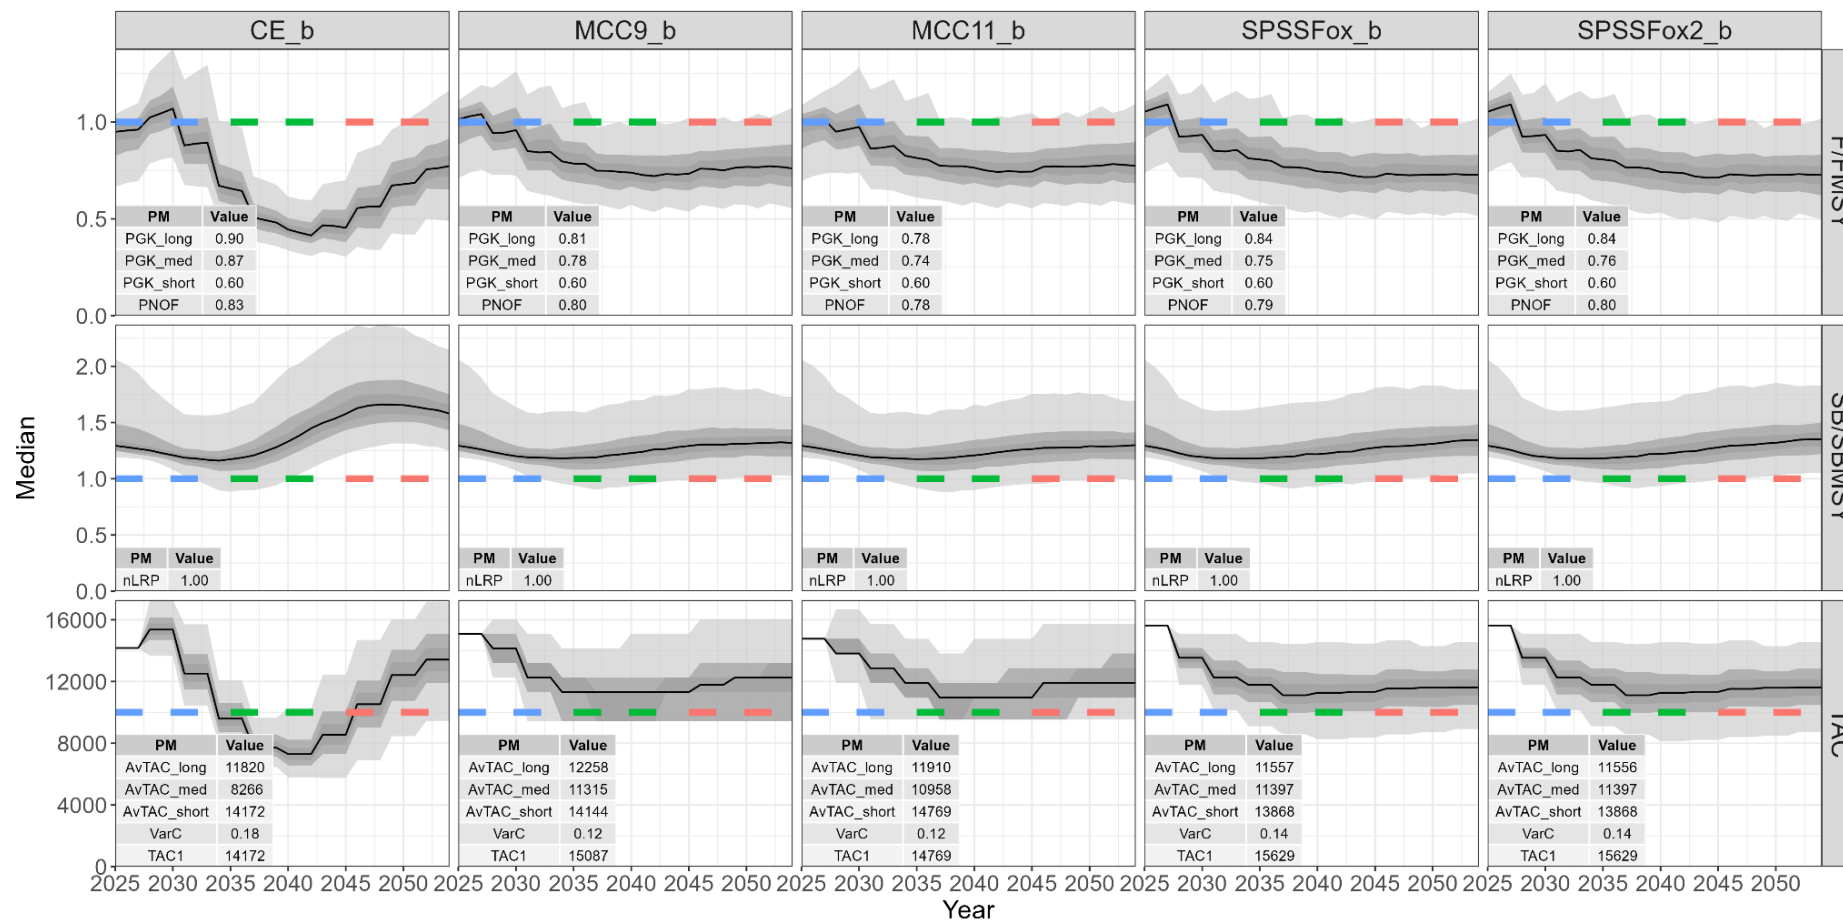 CE_b MCC9_b MCC11_b SPSSFox_b SPSSFox2_b
1.0
0.5
0.0
PM Value
PGK_long 0.90
PGK_med 0.87
PGK_short 0.60
PNOF 0.83
PM Value
PGK_long 0.81
PGK_med 0.78
PGK_short 0.60
PNOF 0.80
PM Value
PGK_long 0.78
PGK_med 0.74
PGK_short 0.60
PNOF 0.78
PM Value
PGK_long 0.84
PGK_med 0.75
PGK_short 0.60
PNOF 0.79
PM Value
PGK_long 0.84
PGK_med 0.76
PGK_short 0.60
PNOF 0.80
F/FMSY
Median
2.0
1.5
1.0
0.5
0.0
PM Value
nLRP 1.00
PM Value
nLRP 1.00
PM Value
nLRP 1.00
PM Value
nLRP 1.00
PM Value
nLRP 1.00
SB/SBMSY
16000
12000
8000
4000
0
PM Value
AvTAC_long 11820
AvTAC_med 8266
AvTAC_short 14172
VarC 0.18
TAC1 14172
PM Value
AvTAC_long 12258
AvTAC_med 11315
AvTAC_short 14144
VarC 0.12
TAC1 15087
PM Value
AvTAC_long 11910
AvTAC_med 10958
AvTAC_short 14769
VarC 0.12
TAC1 14769
PM Value
AvTAC_long 11557
AvTAC_med 11397
AvTAC_short 13868
VarC 0.14
TAC1 15629
PM Value
AvTAC_long 11556
AvTAC_med 11397
AvTAC_short 13868
VarC 0.14
TAC1 15629
TAC
2025 2030 2035 2040 2045 2050 2025 2030 2035 2040 2045 2050 2025 2030 2035 2040 2045 2050 2025 2030 2035 2040 2045 2050 2025 2030 2035 2040 2045 2050
Year